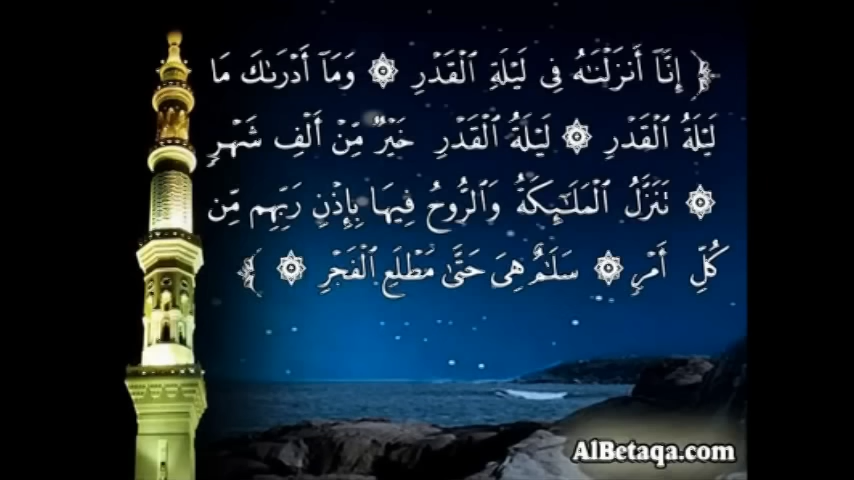 ﴿ إِنَّآ أَنزَلْنَٰهُ فِى لَيْلَةِ ٱلْقَدْرِ ۞ وَمَآ أَدْرَىٰكَ مَا
لَيْلَةُ ٱلْقَدْرِ ۞ لَيْلَةُ ٱلْقَدْرِ خَيْرٌ مِّنْ أَلْفِ شَهْرٍ
۞ تَنَزَّلُ ٱلْمَلَٰٓئِكَةُ وَٱلرُّوحُ فِيهَا بِإِذْنِ رَبِّهِم مِّن
كُلِّ أَمْرٍ ۞ سَلَٰمٌ هِىَ حَتَّىٰ مَطْلَعِ ٱلْفَجْرِ ۞ ﴾
AlBetaqa.com